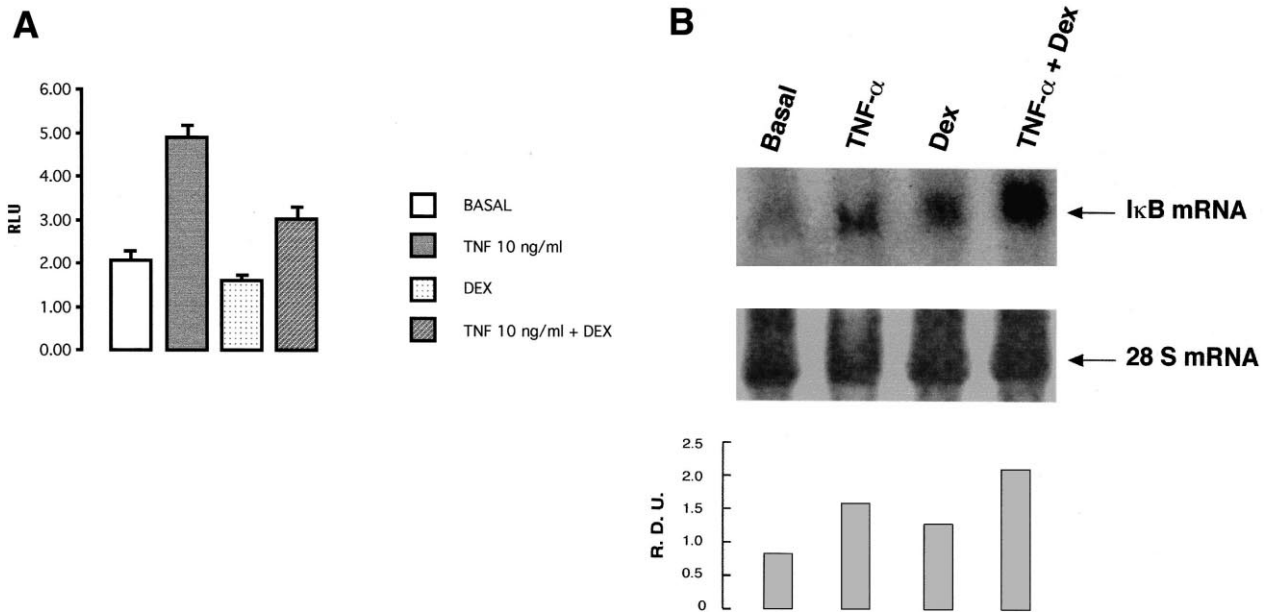 A
6.00
5.00
4.00
3.00
2.00
1.00
0.00
RLU
BASAL
TNF 10 ng/ml
DEX
TNF 10 ng/ml + DEX
B
Basal
TNF-α
Dex
TNF-α + Dex
IκB mRNA
28 S mRNA
2.5
2.0
1.5
1.0
0.5
0
R. D. U.